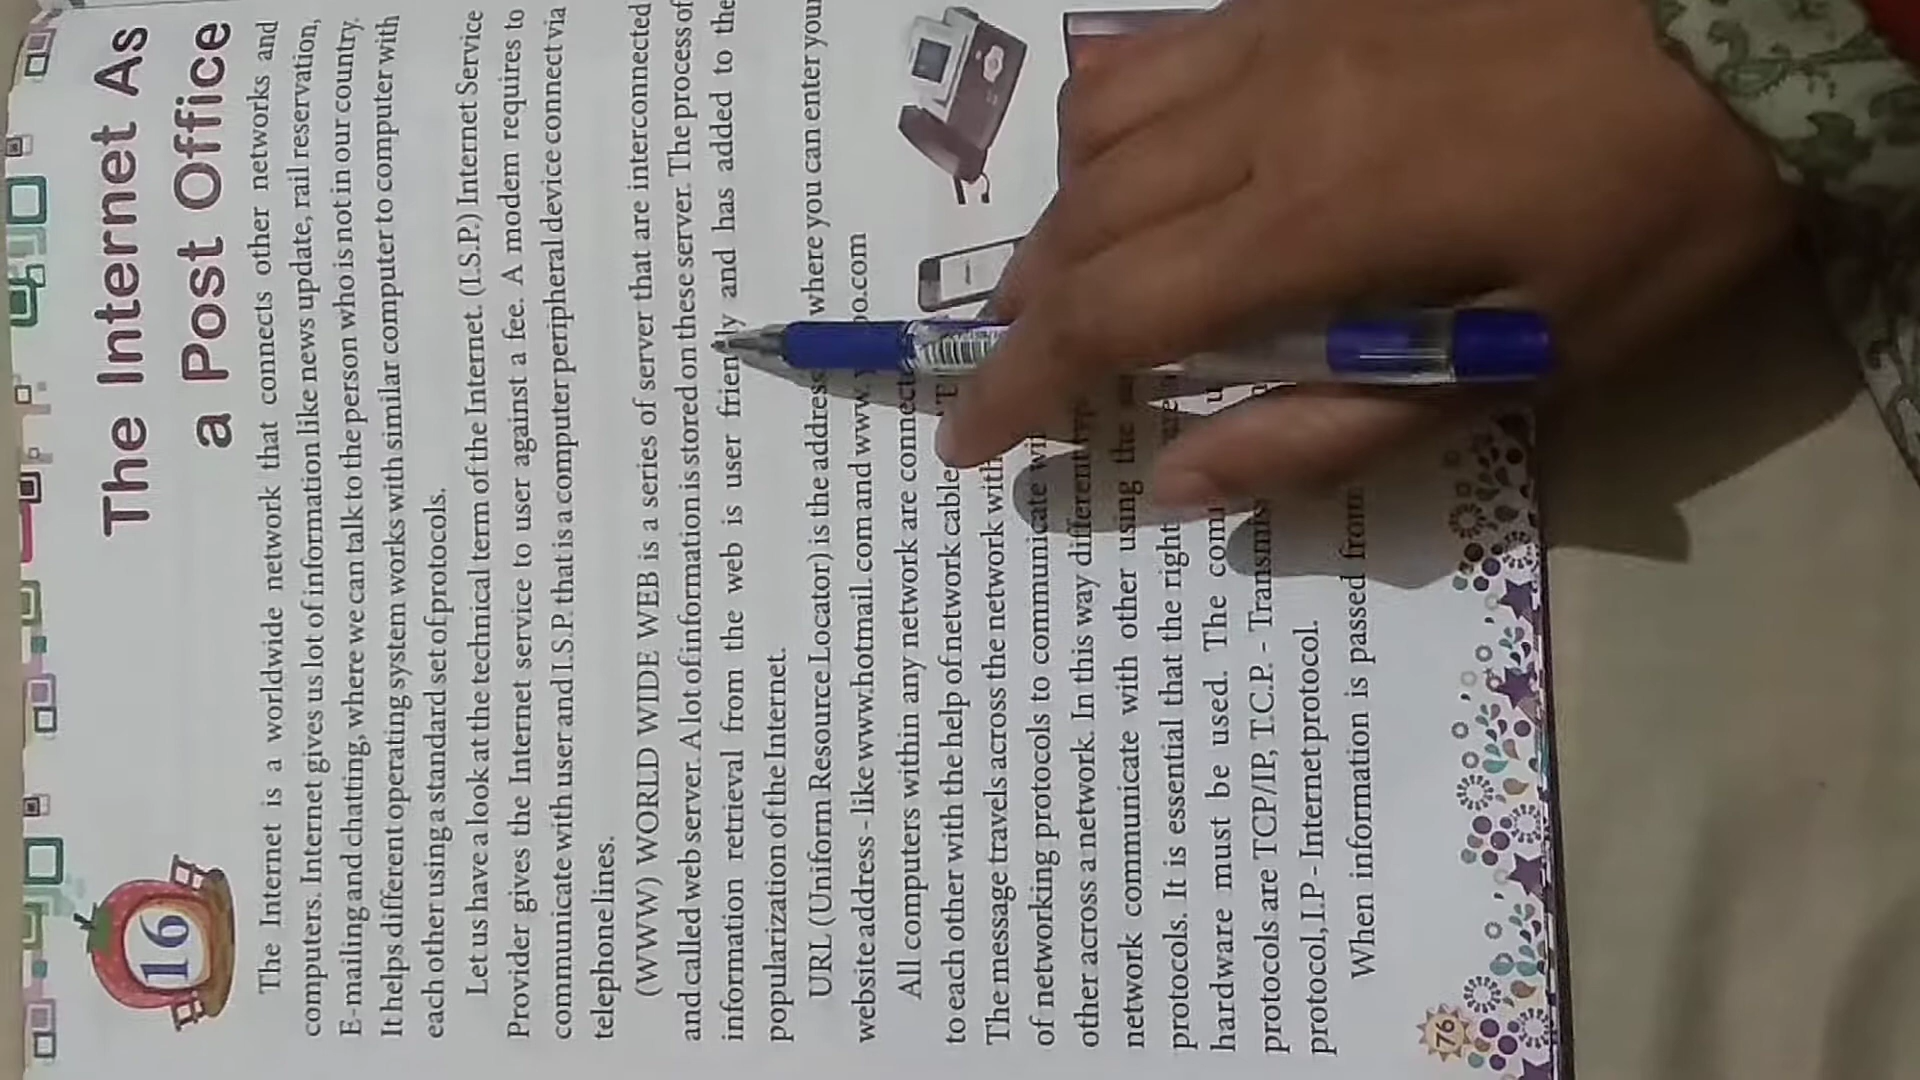 16
The Internet As
a Post Office
The Internet is a worldwide network that connects other networks and
computers. Internet gives us lot of information like news update, rail reservation,
E-mailing and chatting, where we can talk to the person who is not in our country.
It helps different operating system works with similar computer to computer with
each other using a standard set of protocols.
Let us have a look at the technical term of the Internet. (I.S.P.) Internet Service
Provider gives the Internet service to user against a fee. A modem requires to
communicate with user and I.S.P. that is a computer peripheral device connect via
telephone lines.
(WWW) WORLD WIDE WEB is a series of server that are interconnected
and called web server. A lot of information is stored on these server. The process of
information retrieval from the web is user friendly and has added to the
popularization of the Internet.
URL (Uniform Resource Locator) is the address where you can enter your
website address - like www.hotmail.com and www.
All computers within any network are
to each other with the help of network cable
The message travels across the network with
of networking protocols to communicate
other across a network. In this way different
network communicate with other using the
protocols. It is essential that the right
hardware must be used. The
protocols are TCP/IP, T.C.P. -
protocol, I.P - Internet protocol.
When information is passed from
76